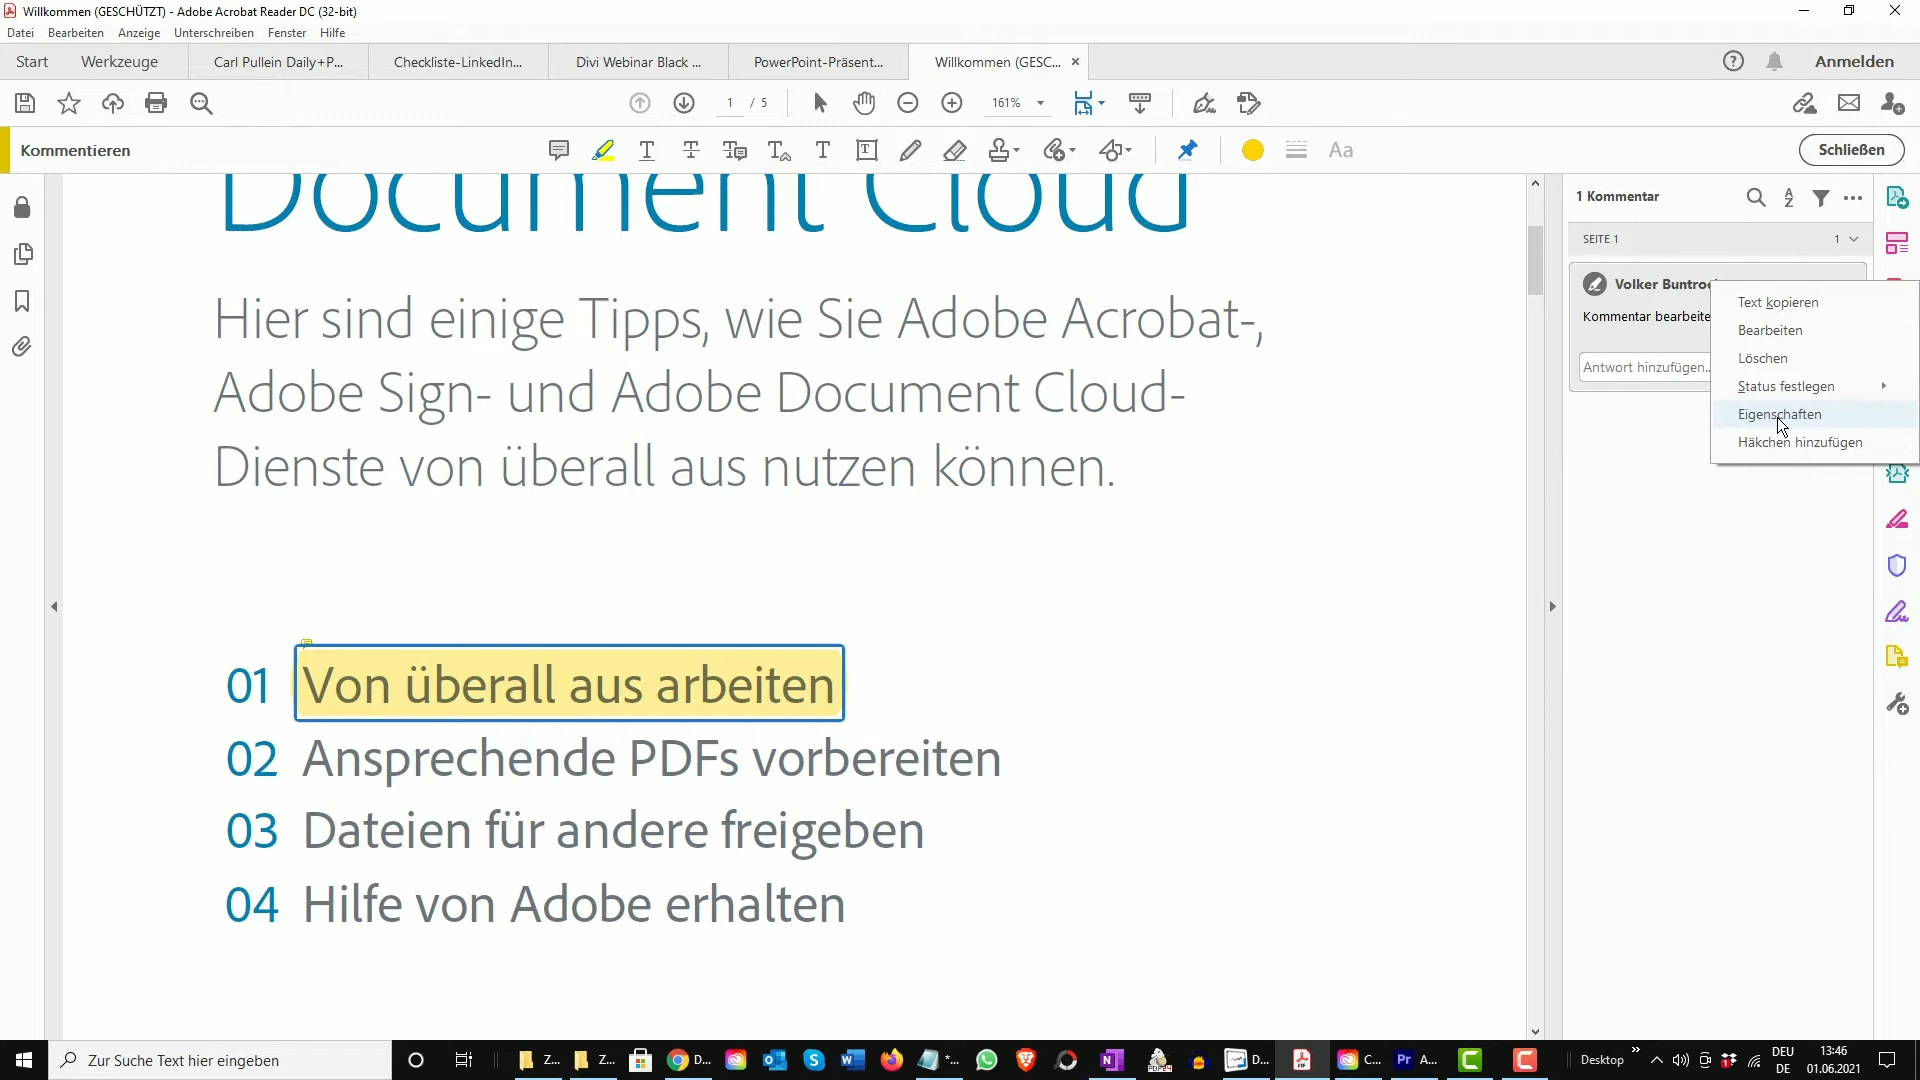 Willkommen (GESCHÜTZT) - Adobe Acrobat Reader DC (32-bit)
Datei Bearbeiten Anzeige Unterschreiben Fenster Hilfe
Start Werkzeuge Carl Pullein Daily+P... Checkliste-LinkedIn... Divi Webinar Black ... PowerPoint-Präsent... Willkommen (GESC... Anmelden
1 / 5 161%
Kommentieren Aa Schließen
Document Cloud
Hier sind einige Tipps, wie Sie Adobe Acrobat-,
Adobe Sign- und Adobe Document Cloud-
Dienste von überall aus nutzen können.
01 Von überall aus arbeiten
02 Ansprechende PDFs vorbereiten
03 Dateien für andere freigeben
04 Hilfe von Adobe erhalten
1 Kommentar
SEITE 1 1
Volker Buntro
Kommentar bearbeite
Antwort hinzufügen...
Text kopieren
Bearbeiten
Löschen
Status festlegen
Eigenschaften
Häkchen hinzufügen
Zur Suche Text hier eingeben Z... Z... D... *... D... C... Pr A... Desktop DEU 13:46
DE 01.06.2021